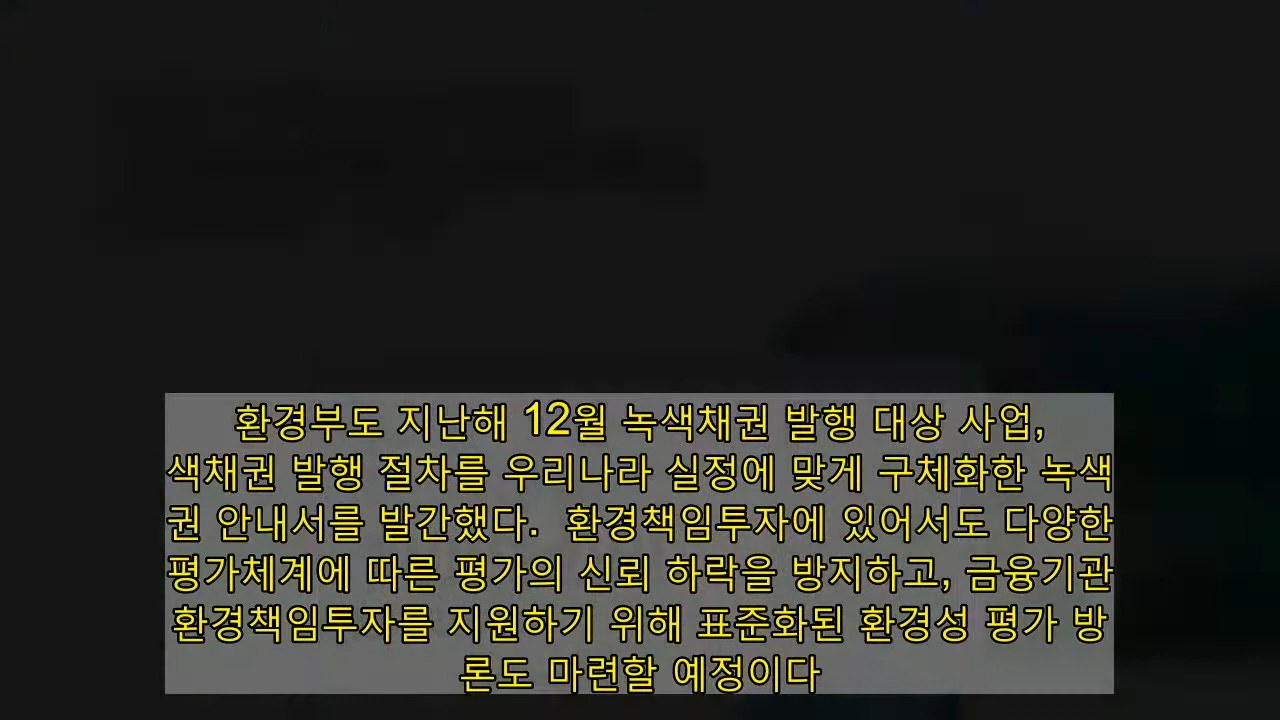 환경부도 지난해 12월 녹색채권 발행 대상 사업,
색채권 발행 절차를 우리나라 실정에 맞게 구체화한 녹색
권 안내서를 발간했다. 환경책임투자에 있어서도 다양한
평가체계에 따른 평가의 신뢰 하락을 방지하고, 금융기관
환경책임투자를 지원하기 위해 표준화된 환경성 평가 방
론도 마련할 예정이다